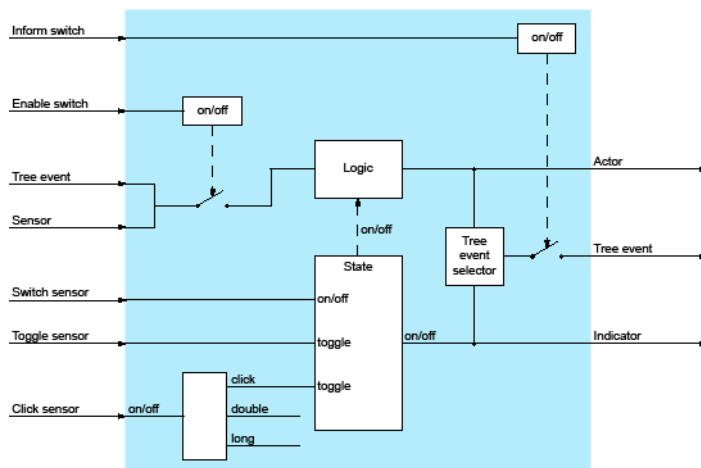 Inform switch
on/off
Enable switch
on/off
Tree event
Logic
Actor
Sensor
on/off
Tree
event
selector
Tree event
State
Switch sensor
on/off
Toggle sensor
toggle
on/off
Indicator
click
toggle
Click sensor
on/off
double
long